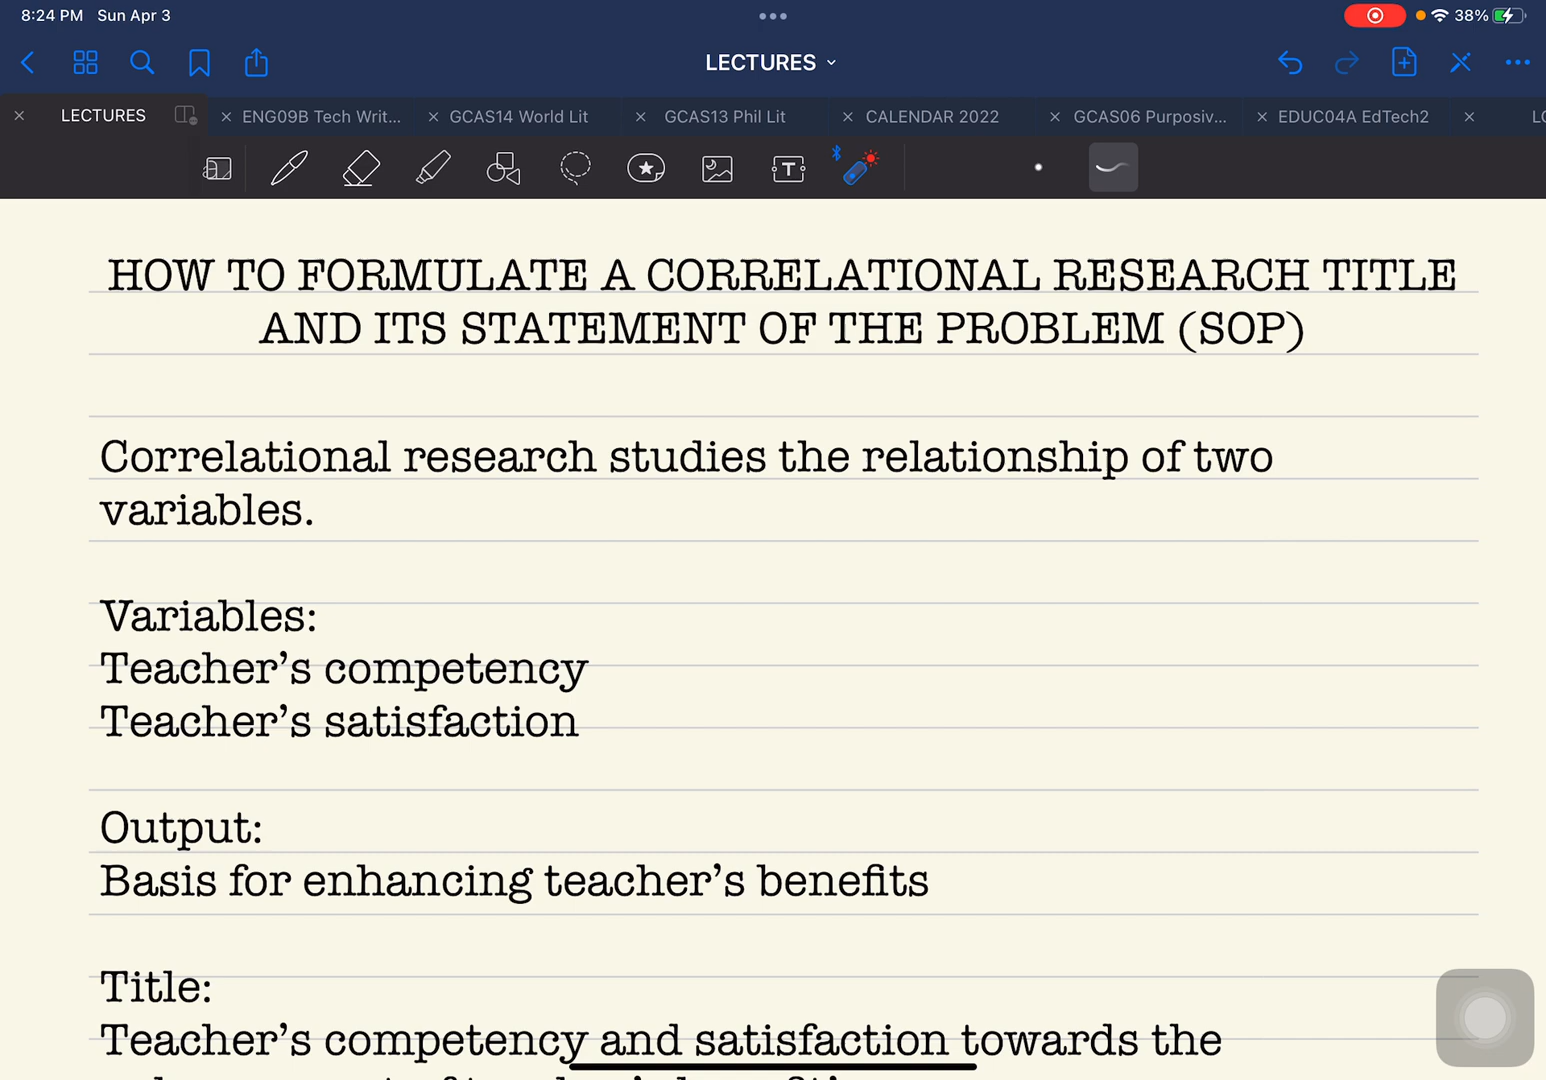 8:24 PM Sun Apr 3
38%
LECTURES
LECTURES
ENG09B Tech Writ...
GCAS14 World Lit
GCAS13 Phil Lit
CALENDAR 2022
GCAS06 Purposiv...
EDUC04A EdTech2
T
HOW TO FORMULATE A CORRELATIONAL RESEARCH TITLE
AND ITS STATEMENT OF THE PROBLEM (SOP)
Correlational research studies the relationship of two
variables.
Variables:
Teacher’s competency
Teacher’s satisfaction
Output:
Basis for enhancing teacher’s benefits
Title:
Teacher’s competency and satisfaction towards the